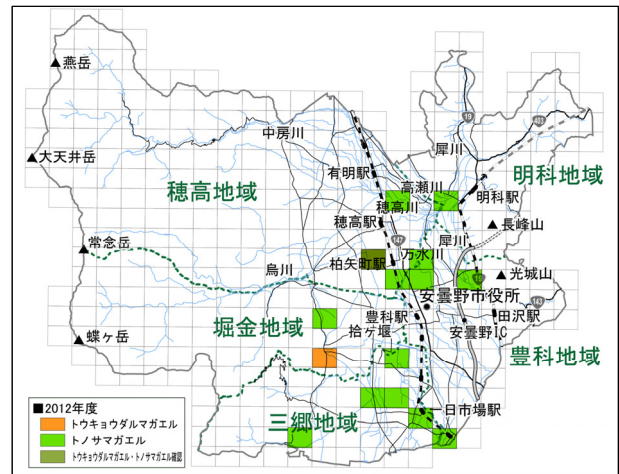 燕岳
大天井岳
常念岳
蝶ヶ岳
中房川
有明駅
穂高地域
穂高駅
高瀬川
穂高川
犀川
19
403
明科地域
明科駅
長峰山
犀川
147
柏矢町駅
万水川
烏川
光城山
19
安曇野市役所
143
豊科駅
拾ヶ堰
田沢駅
安曇野IC
堀金地域
豊科地域
三郷地域
日市場駅
■2012年度
トウキョウダルマガエル
トノサマガエル
トウキョウダルマガエル・トノサマガエル確認